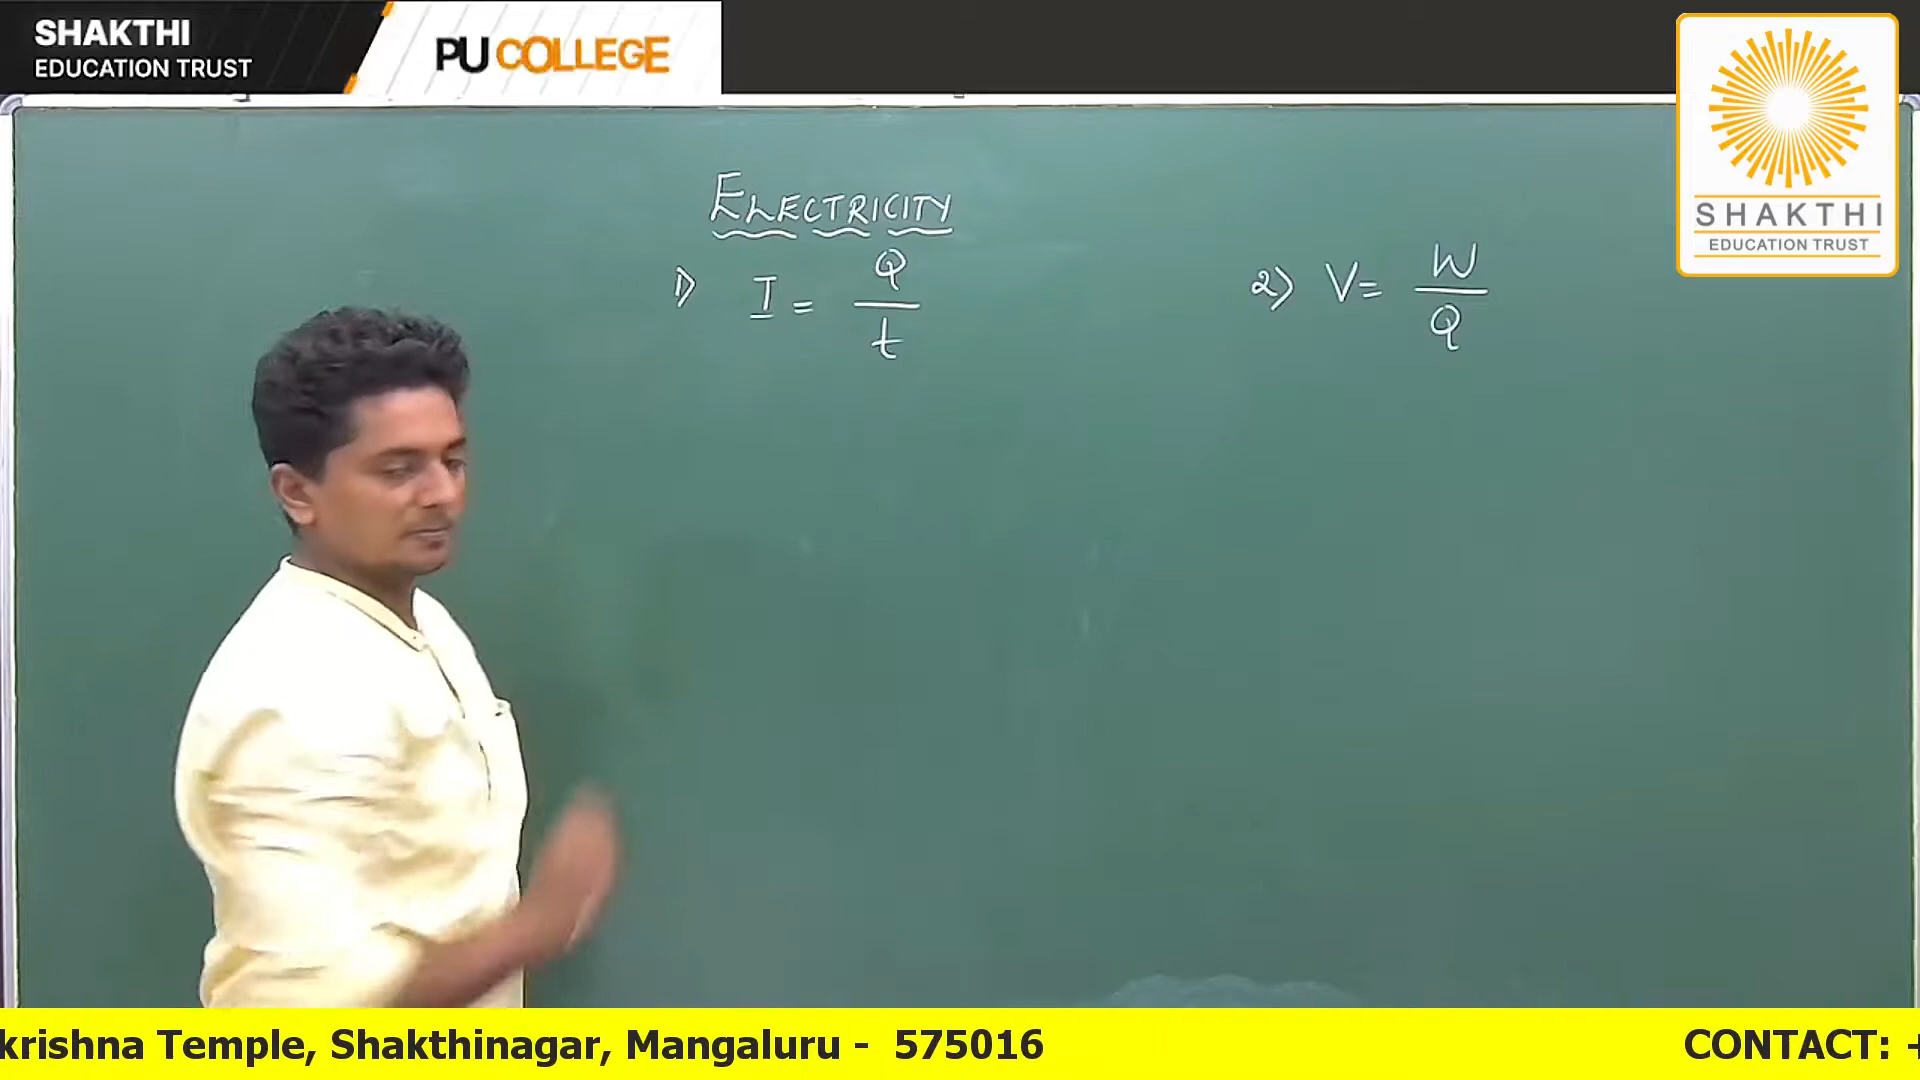 SHAKTHI
EDUCATION TRUST
PU COLLEGE
SHAKTHI
EDUCATION TRUST
ELECTRICITY
1) I = Q/t
2) V = W/Q
krishna Temple, Shakthinagar, Mangaluru - 575016
CONTACT: +